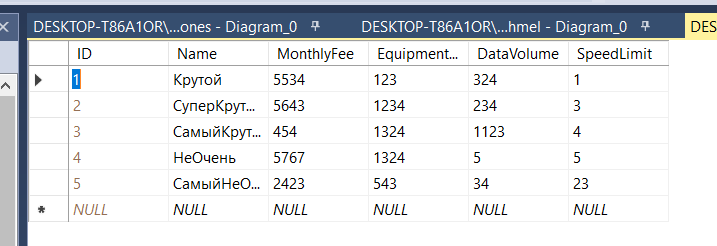 DESKTOP-T86A1OR\...ones - Diagram_0 DESKTOP-T86A1OR\...hmel - Diagram_0 DES
ID Name MonthlyFee Equipment... DataVolume SpeedLimit
1 Крутой 5534 123 324 1
2 СуперКрут... 5643 1234 234 3
3 СамыйКрут... 454 1324 1123 4
4 НеОчень 5767 1324 5 5
5 СамыйНеО... 2423 543 34 23
* NULL NULL NULL NULL NULL NULL